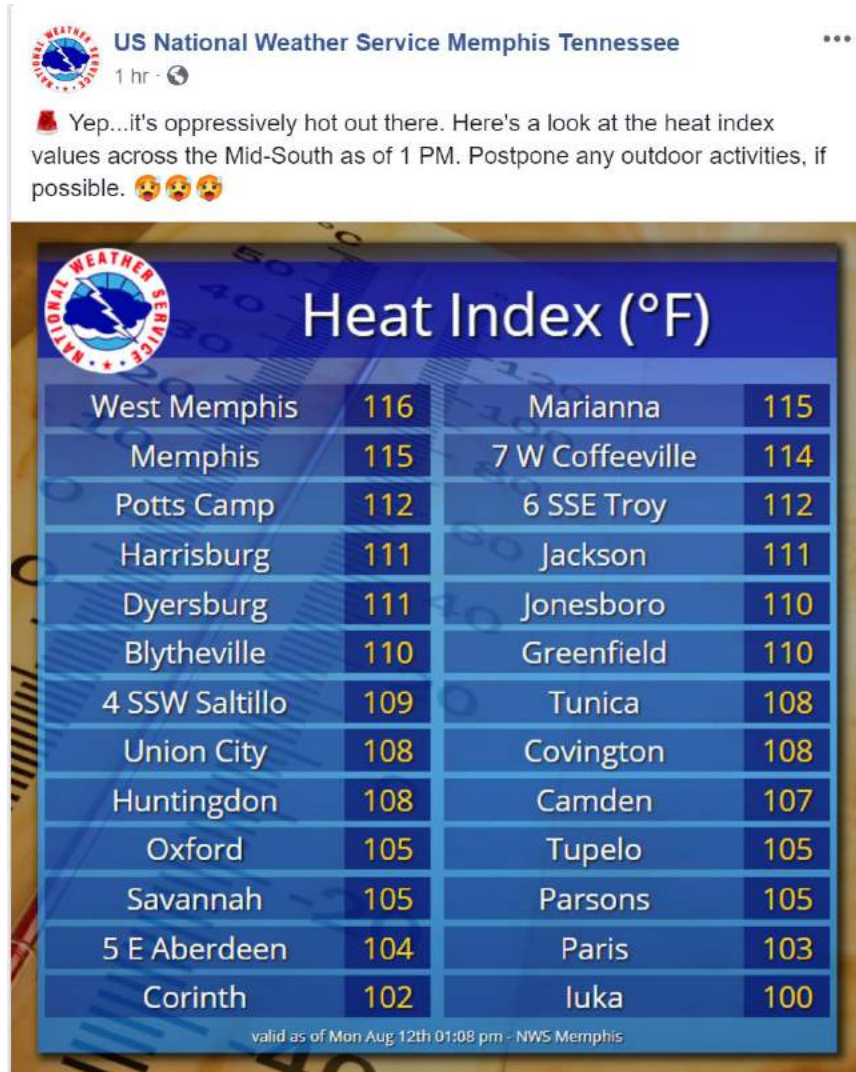 US National Weather Service Memphis Tennessee
1 hr ·
Yep...it's oppressively hot out there. Here's a look at the heat index
values across the Mid-South as of 1 PM. Postpone any outdoor activities, if
possible. 🥵🥵🥵
NATIONAL WEATHER SERVICE
Heat Index (°F)
West Memphis 116 Marianna 115
Memphis 115 7 W Coffeeville 114
Potts Camp 112 6 SSE Troy 112
Harrisburg 111 Jackson 111
Dyersburg 111 Jonesboro 110
Blytheville 110 Greenfield 110
4 SSW Saltillo 109 Tunica 108
Union City 108 Covington 108
Huntingdon 108 Camden 107
Oxford 105 Tupelo 105
Savannah 105 Parsons 105
5 E Aberdeen 104 Paris 103
Corinth 102 Iuka 100
valid as of Mon Aug 12th 01:08 pm - NWS Memphis